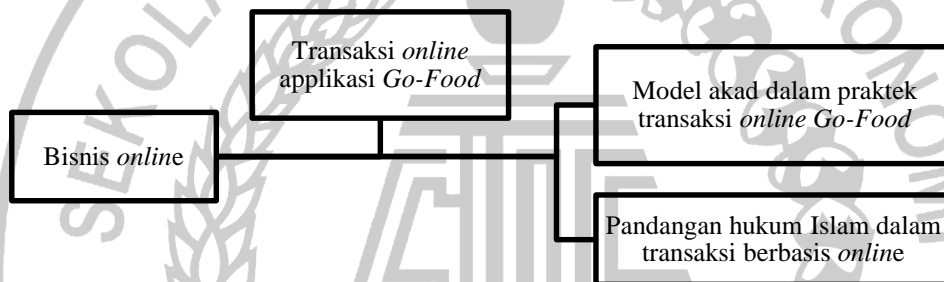 Transaksi online
applikasi Go-Food
Model akad dalam praktek
transaksi online Go-Food
Bisnis online
Pandangan hukum Islam dalam
transaksi berbasis online
SEKOL